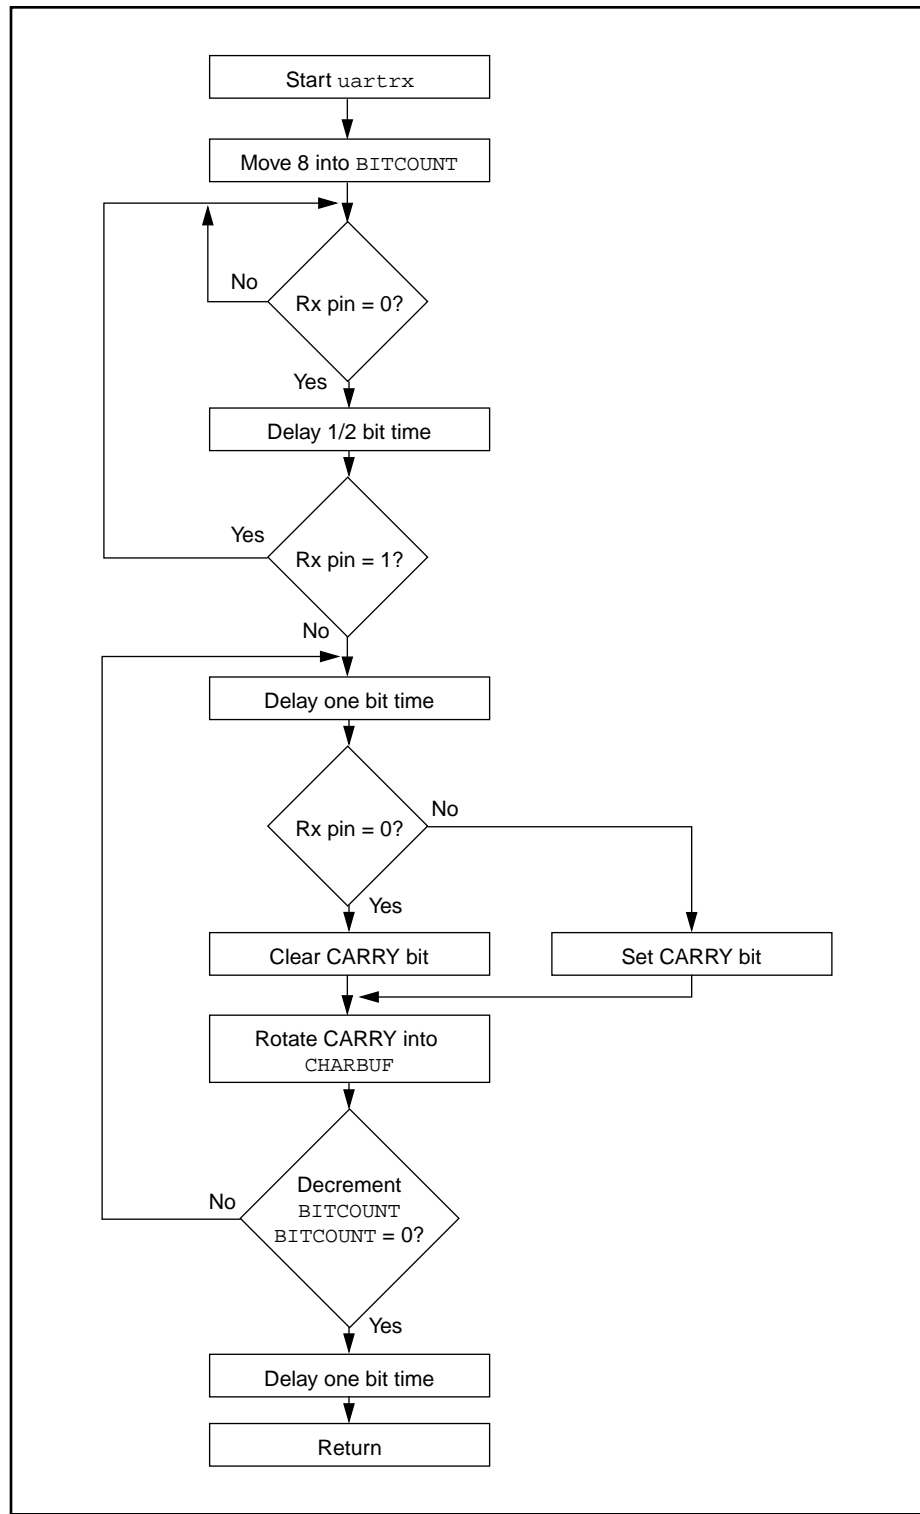 Start uartrx
Move 8 into BITCOUNT
No
Rx pin = 0?
Yes
Delay 1/2 bit time
Yes
Rx pin = 1?
No
Delay one bit time
No
Rx pin = 0?
Yes
Clear CARRY bit
Set CARRY bit
Rotate CARRY into
CHARBUF
Decrement
No
BITCOUNT
BITCOUNT = 0?
Yes
Delay one bit time
Return